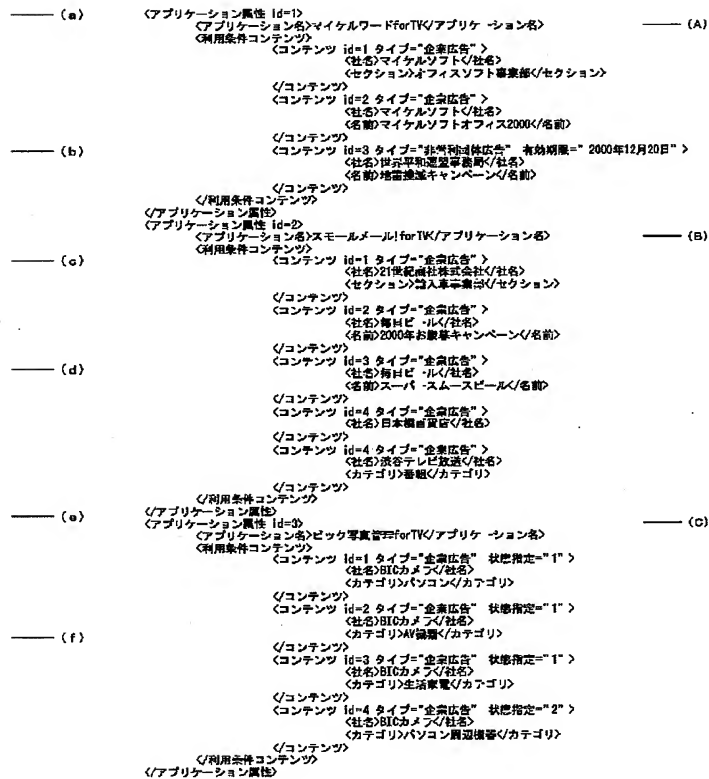 (a) <アプリケーション属性 id=1>
<アプリケーション名>マイケルワードforTV</アプリケ -ション名> (A)
<利用条件コンテンツ>
<コンテンツ id=1 タイプ="企業広告" >
<社名>マイケルソフト</社名>
<セクション>オフィスソフト事業部</セクション>
</コンテンツ>
<コンテンツ id=2 タイプ="企業広告" >
<社名>マイケルソフト</社名>
<名前>マイケルソフトオフィス2000</名前>
</コンテンツ>
(b) <コンテンツ id=3 タイプ="非営利団体広告" 有効期限=" 2000年12月20日" >
<社名>世界平和連盟事務局</社名>
<名前>地雷撲滅キャンペーン</名前>
</コンテンツ>
</利用条件コンテンツ>
</アプリケーション属性>
<アプリケーション属性 id=2>
<アプリケーション名>スモールメール!forTV</アプリケーション名> (B)
<利用条件コンテンツ>
(c) <コンテンツ id=1 タイプ="企業広告" >
<社名>21世紀商社株式会社</社名>
<セクション>輸入車事業部</セクション>
</コンテンツ>
<コンテンツ id=2 タイプ="企業広告" >
<社名>毎日ビ -ル</社名>
<名前>2000年お歳暮キャンペーン</名前>
</コンテンツ>
(d) <コンテンツ id=3 タイプ="企業広告" >
<社名>毎日ビ -ル</社名>
<名前>スーパ -スムースビール</名前>
</コンテンツ>
<コンテンツ id=4 タイプ="企業広告" >
<社名>日本橋百貨店</社名>
</コンテンツ>
<コンテンツ id=4 タイプ="企業広告" >
<社名>渋谷テレビ放送</社名>
<カテゴリ>番組</カテゴリ>
</コンテンツ>
</利用条件コンテンツ>
</アプリケーション属性>
(e) <アプリケーション属性 id=3> (C)
<アプリケーション名>ビック写真管理forTV</アプリケ -ション名>
<利用条件コンテンツ>
<コンテンツ id=1 タイプ="企業広告" 状態指定="1" >
<社名>BICカメラ</社名>
<カテゴリ>パソコン</カテゴリ>
</コンテンツ>
<コンテンツ id=2 タイプ="企業広告" 状態指定="1" >
<社名>BICカメラ</社名>
<カテゴリ>AV機器</カテゴリ>
(f) </コンテンツ>
<コンテンツ id=3 タイプ="企業広告" 状態指定="1" >
<社名>BICカメラ</社名>
<カテゴリ>生活家電</カテゴリ>
</コンテンツ>
<コンテンツ id=4 タイプ="企業広告" 状態指定="2" >
<社名>BICカメラ</社名>
<カテゴリ>パソコン周辺機器</カテゴリ>
</コンテンツ>
</利用条件コンテンツ>
</アプリケーション属性>